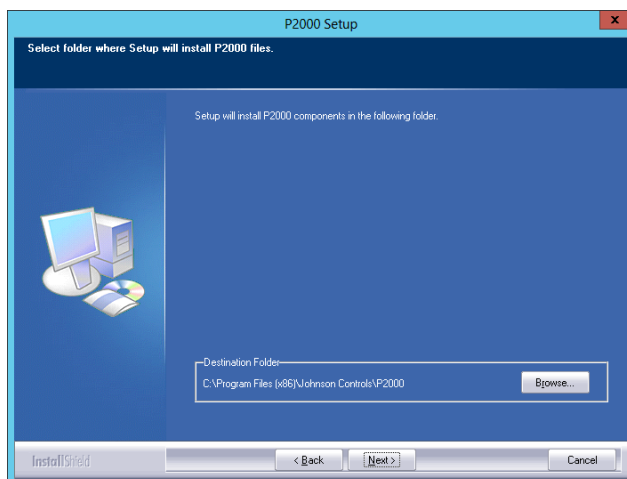 P2000 Setup
x
Select folder where Setup will install P2000 files.
Setup will install P2000 components in the following folder.
Destination Folder
C:\Program Files (x86)\Johnson Controls\P2000
Browse...
InstallShield
< Back
Next >
Cancel